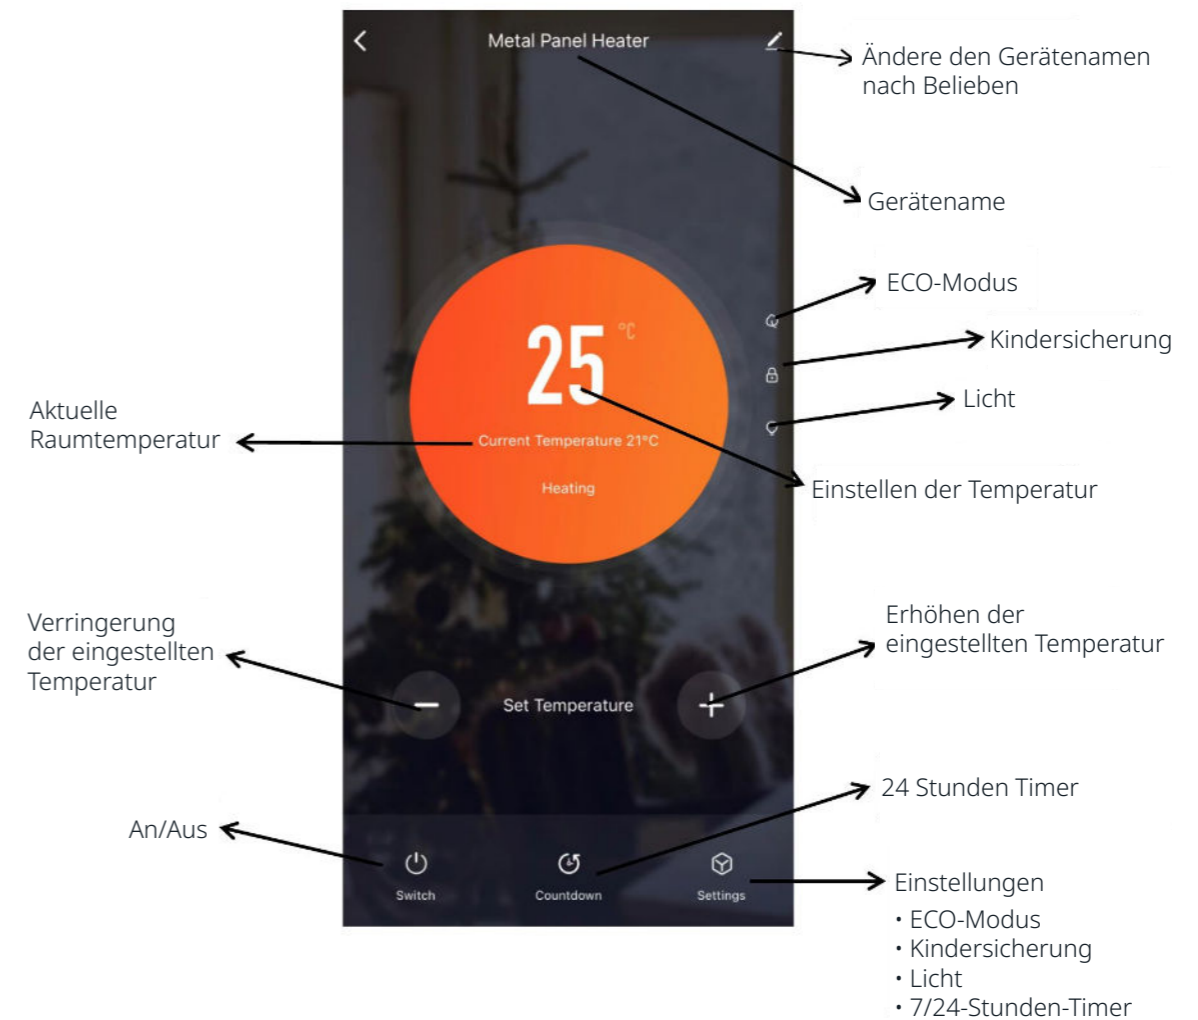 Metal Panel Heater
Ändere den Gerätenamen
nach Belieben
Gerätename
ECO-Modus
Kindersicherung
Licht
25 °C
Current Temperature 21°C
Heating
Aktuelle
Raumtemperatur
Einstellen der Temperatur
Verringerung
der eingestellten
Temperatur
Erhöhen der
eingestellten Temperatur
Set Temperature
24 Stunden Timer
An/Aus
Switch
Countdown
Settings
Einstellungen
• ECO-Modus
• Kindersicherung
• Licht
• 7/24-Stunden-Timer